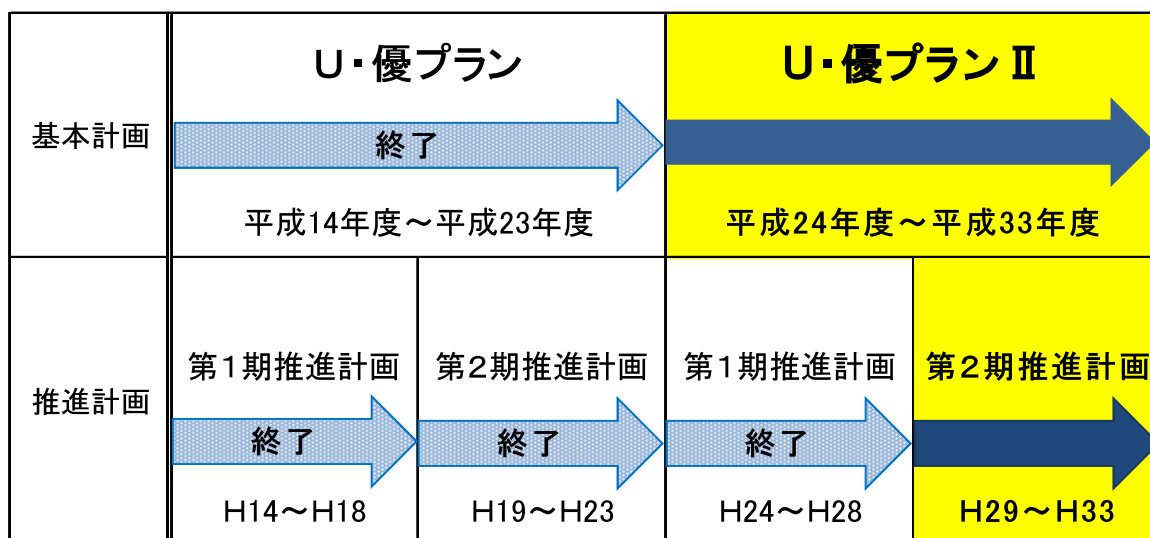 U・優プラン
U・優プランⅡ
基本計画
終了
平成14年度～平成23年度
平成24年度～平成33年度
推進計画
第1期推進計画
第2期推進計画
第1期推進計画
第2期推進計画
終了
終了
終了
H14～H18
H19～H23
H24～H28
H29～H33